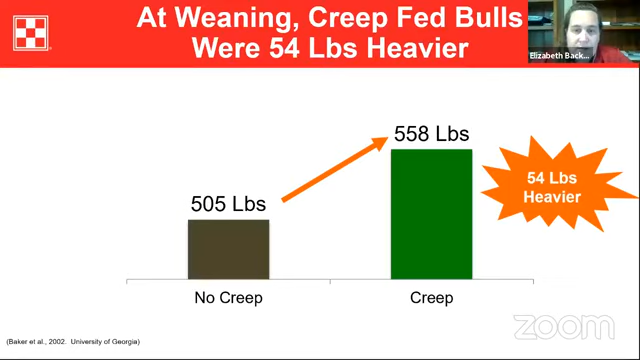 At Weaning, Creep Fed Bulls
Were 54 Lbs Heavier
Elizabeth Back...
558 Lbs
505 Lbs
54 Lbs
Heavier
No Creep
Creep
(Baker et al., 2002. University of Georgia)
zoom